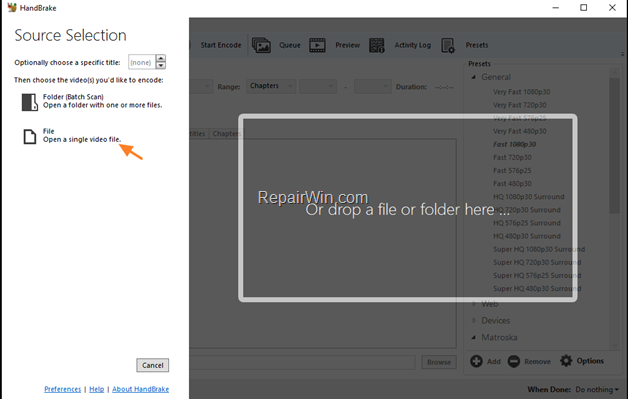 HandBrake
Source Selection
Optionally choose a specific title: (none)
Then choose the video(s) you'd like to encode:
Folder (Batch Scan)
Open a folder with one or more files.
File
Open a single video file.
Cancel
Preferences | Help | About HandBrake
Start Encode Queue Preview Activity Log Presets
Range: Chapters - Duration: --:--:--
Chapters
RepairWin.com
Or drop a file or folder here ...
Browse
Presets
General
Very Fast 1080p30
Very Fast 720p30
Very Fast 576p25
Very Fast 480p30
Fast 1080p30
Fast 720p30
Fast 576p25
Fast 480p30
HQ 1080p30 Surround
HQ 720p30 Surround
HQ 576p25 Surround
HQ 480p30 Surround
Super HQ 1080p30 Surround
Super HQ 720p30 Surround
Super HQ 576p25 Surround
Super HQ 480p30 Surround
Web
Devices
Matroska
Add Remove Options
When Done: Do nothing